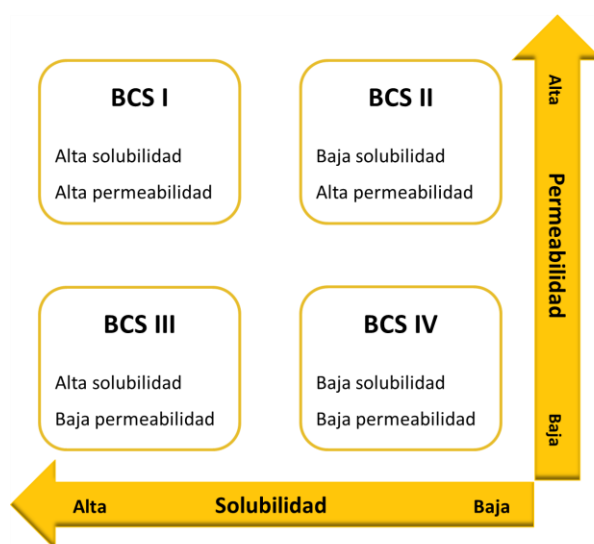 BCS I
Alta solubilidad
Alta permeabilidad
BCS II
Baja solubilidad
Alta permeabilidad
BCS III
Alta solubilidad
Baja permeabilidad
BCS IV
Baja solubilidad
Baja permeabilidad
Alta
Permeabilidad
Baja
Alta Solubilidad Baja